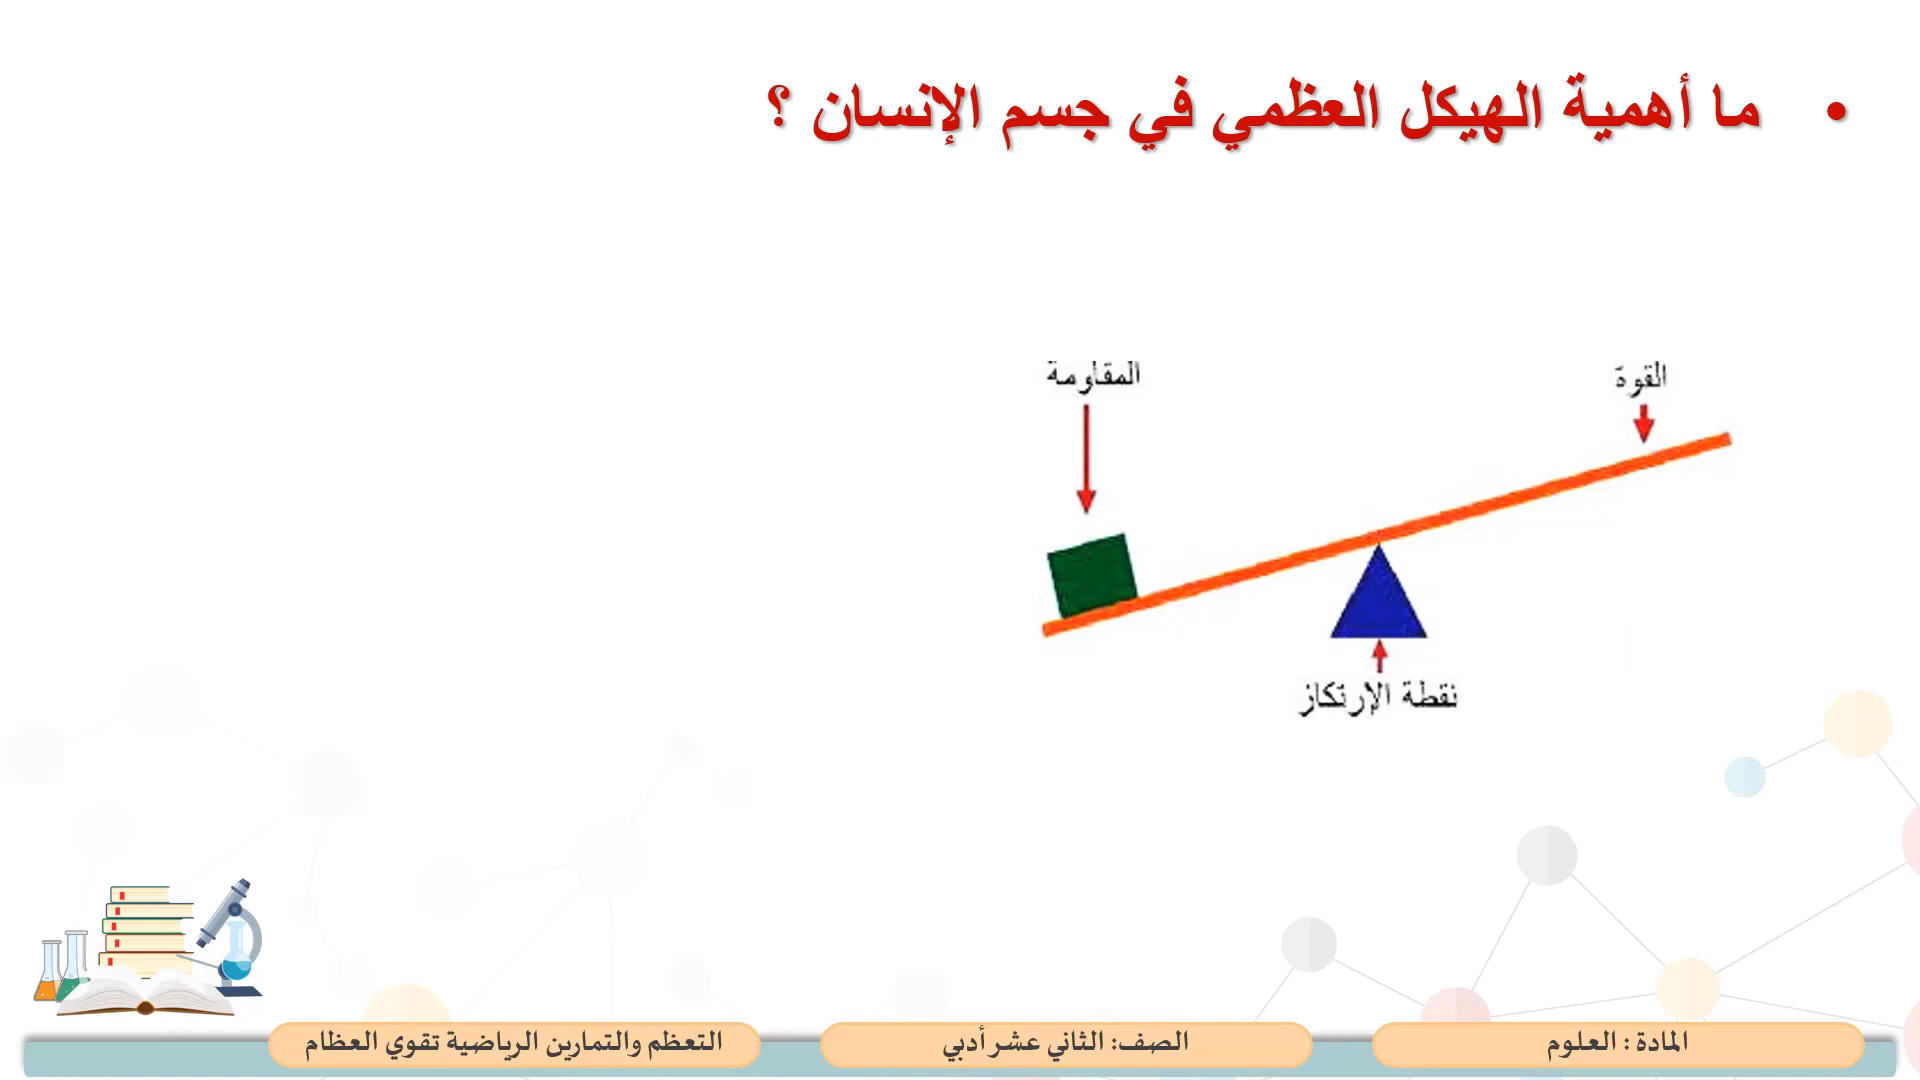 • ما أهمية الهيكل العظمي في جسم الإنسان ؟
القوة
المقاومة
نقطة الإرتكاز
المادة : العلوم
الصف: الثاني عشر أدبي
التعظم والتمارين الرياضية تقوي العظام